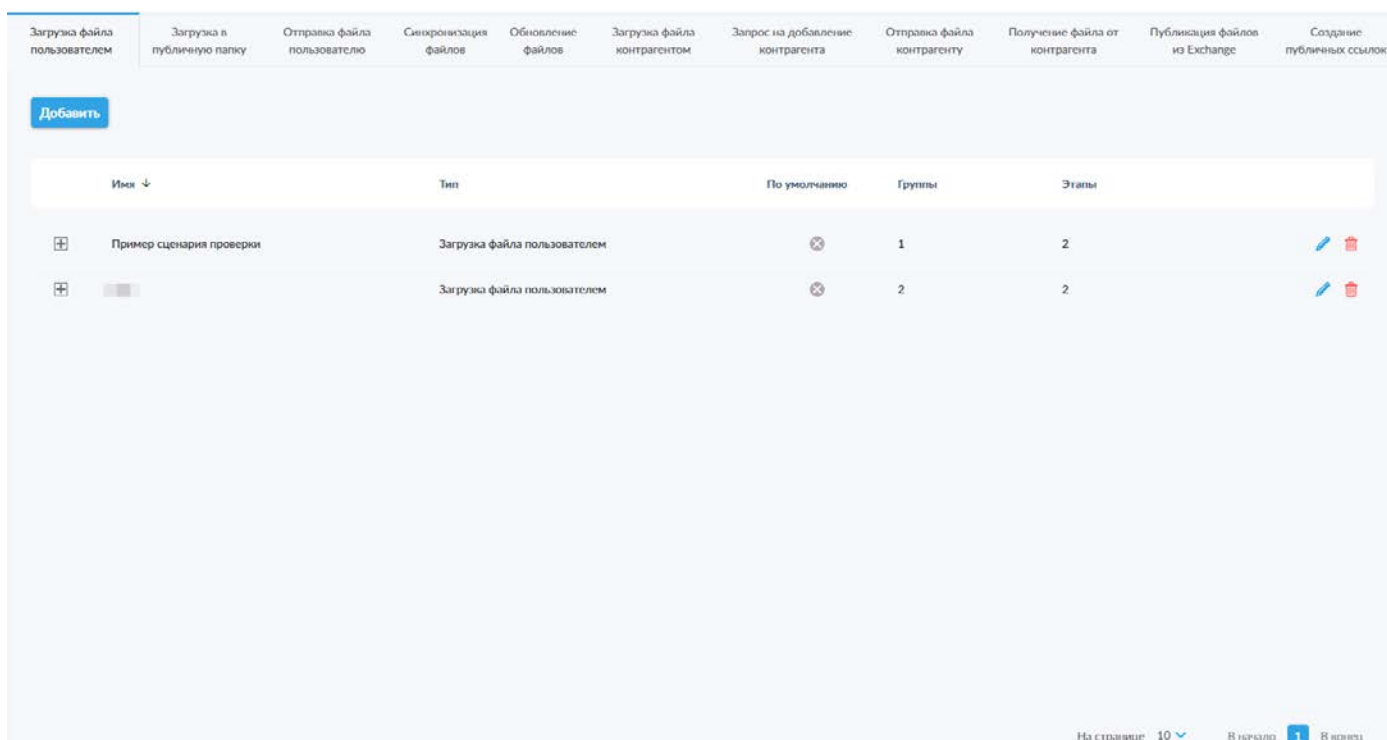 Загрузка файла Загрузка в Отправка файла Синхронизация Обновление Загрузка файла Запрос на добавление Отправка файла Получение файла от Публикация файлов Создание
пользователем публичную папку пользователю файлов файлов контрагентом контрагента контрагенту контрагента из Exchange публичных ссылок
Добавить
Имя Тип По умолчанию Группы Этапы
Пример сценария проверки Загрузка файла пользователем 1 2
Загрузка файла пользователем 2 2
На странице 10 В начало 1 В конец